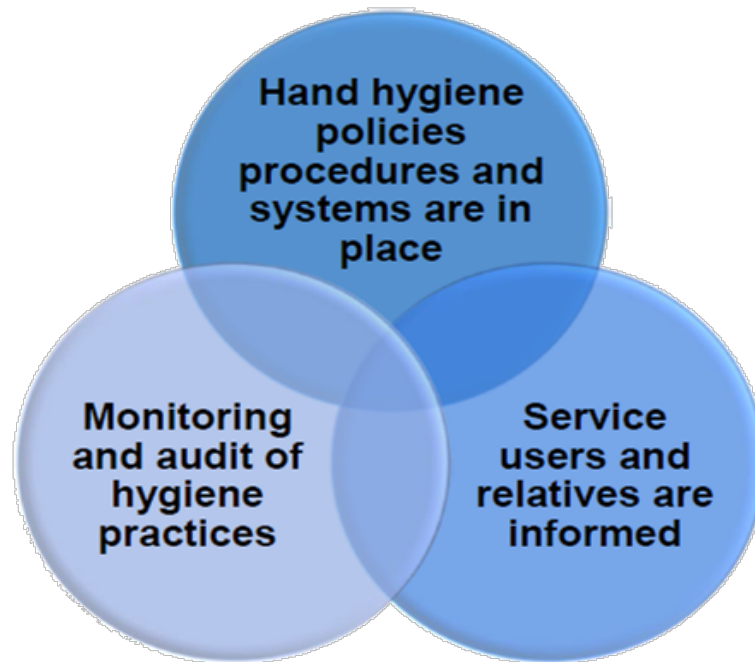 Hand hygiene
policies
procedures and
systems are in
place
Monitoring
and audit of
hygiene
practices
Service
users and
relatives are
informed